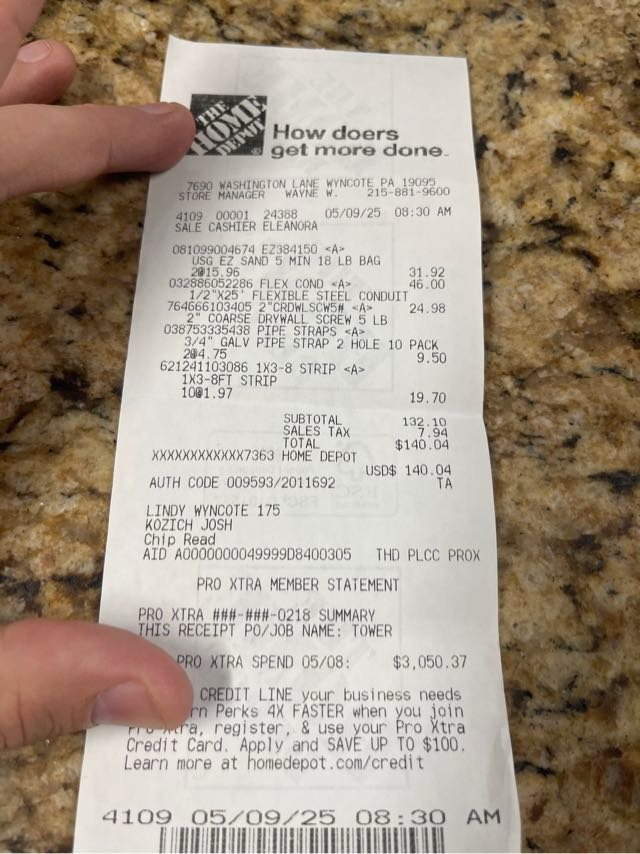 THE
HOME
DEPOT
How doers
get more done.
7690 WASHINGTON LANE WYNCOTE PA 19095
STORE MANAGER WAYNE W. 215-881-9600
4109 00001 24388 05/09/25 08:30 AM
SALE CASHIER ELEANORA
081099004674 EZ384150 <A>
USG EZ SAND 5 MIN 18 LB BAG
2@15.96 31.92
032886052286 FLEX COND <A> 46.00
1/2"X25' FLEXIBLE STEEL CONDUIT
764666103405 2"CRDWLSCW5# <A> 24.98
2" COARSE DRYWALL SCREW 5 LB
038753335438 PIPE STRAPS <A>
3/4" GALV PIPE STRAP 2 HOLE 10 PACK
2@4.75 9.50
621241103086 1X3-8 STRIP <A>
1X3-8FT STRIP
10@1.97 19.70
SUBTOTAL 132.10
SALES TAX 7.94
TOTAL $140.04
XXXXXXXXXXXX7363 HOME DEPOT
USD$ 140.04
AUTH CODE 009593/2011692 TA
LINDY WYNCOTE 175
KOZICH JOSH
Chip Read
AID A0000000049999D8400305 THD PLCC PROX
PRO XTRA MEMBER STATEMENT
PRO XTRA ###-###-0218 SUMMARY
THIS RECEIPT PO/JOB NAME: TOWER
PRO XTRA SPEND 05/08: $3,050.37
CREDIT LINE your business needs
rn Perks 4X FASTER when you join
Pro Xtra, register, & use your Pro Xtra
Credit Card. Apply and SAVE UP TO $100.
Learn more at homedepot.com/credit
4109 05/09/25 08:30 AM